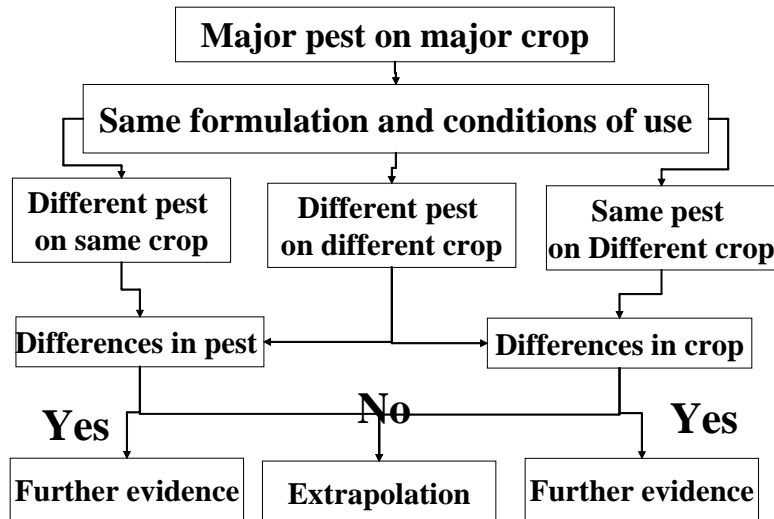 Major pest on major crop
Same formulation and conditions of use
Different pest
on same crop
Different pest
on different crop
Same pest
on Different crop
Differences in pest
Differences in crop
Yes
No
Yes
Further evidence
Extrapolation
Further evidence